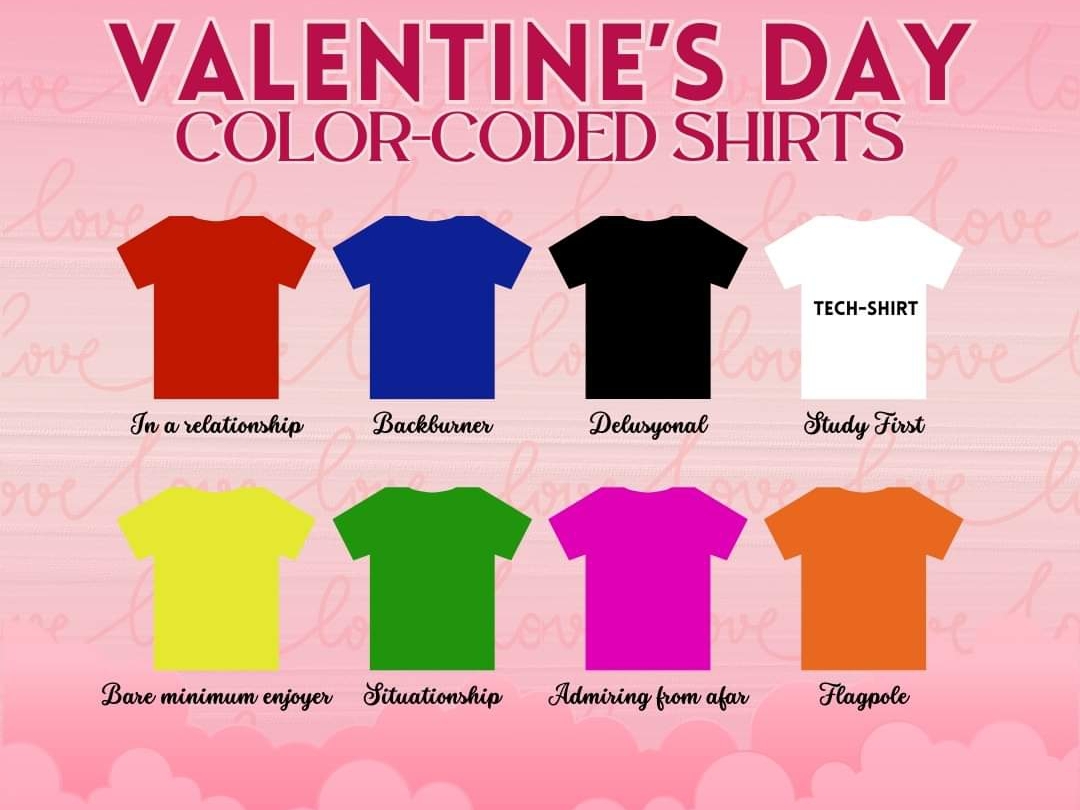 VALENTINE'S DAY
COLOR-CODED SHIRTS
TECH-SHIRT
In a relationship
Backburner
Delusyonal
Study First
Bare minimum enjoyer
Situationship
Admiring from afar
Flagpole
love